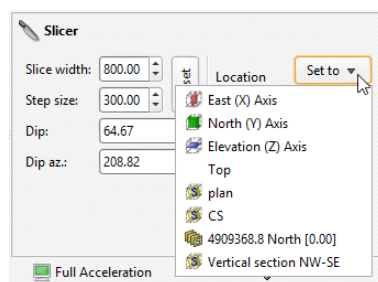 Slicer
Slice width: 800.00
set
Location
Set to
Step size: 300.00
Dip: 64.67
Dip az.: 208.82
East (X) Axis
North (Y) Axis
Elevation (Z) Axis
Top
plan
CS
4909368.8 North [0.00]
Vertical section NW-SE
Full Acceleration